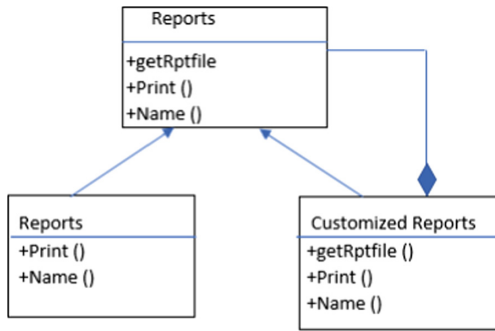 Reports
+getRptfile
+Print ()
+Name ()
Reports
+Print ()
+Name ()
Customized Reports
+getRptfile ()
+Print ()
+Name ()